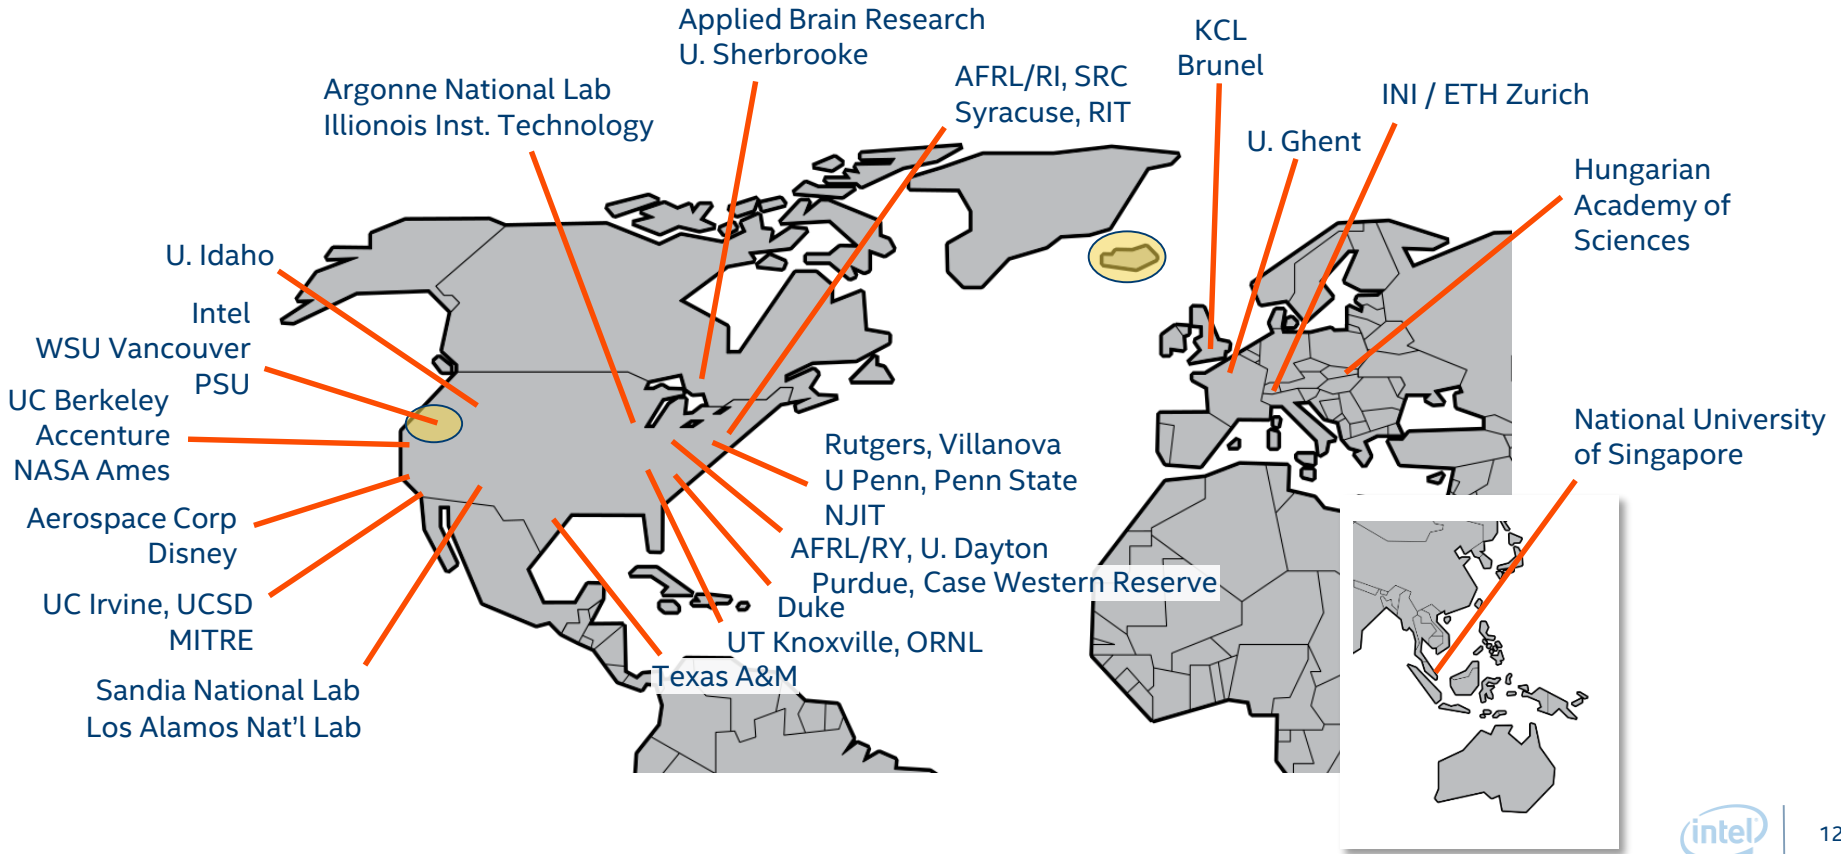 Applied Brain Research
U. Sherbrooke
KCL
Brunel
AFRL/RI, SRC
Syracuse, RIT
Argonne National Lab
Illionois Inst. Technology
INI / ETH Zurich
U. Ghent
Hungarian
Academy of
Sciences
U. Idaho
Intel
WSU Vancouver
PSU
UC Berkeley
Accenture
NASA Ames
National University
of Singapore
Rutgers, Villanova
U Penn, Penn State
NJIT
Aerospace Corp
Disney
AFRL/RY, U. Dayton
Purdue, Case Western Reserve
Duke
UC Irvine, UCSD
MITRE
UT Knoxville, ORNL
Texas A&M
Sandia National Lab
Los Alamos Nat’l Lab
intel
12